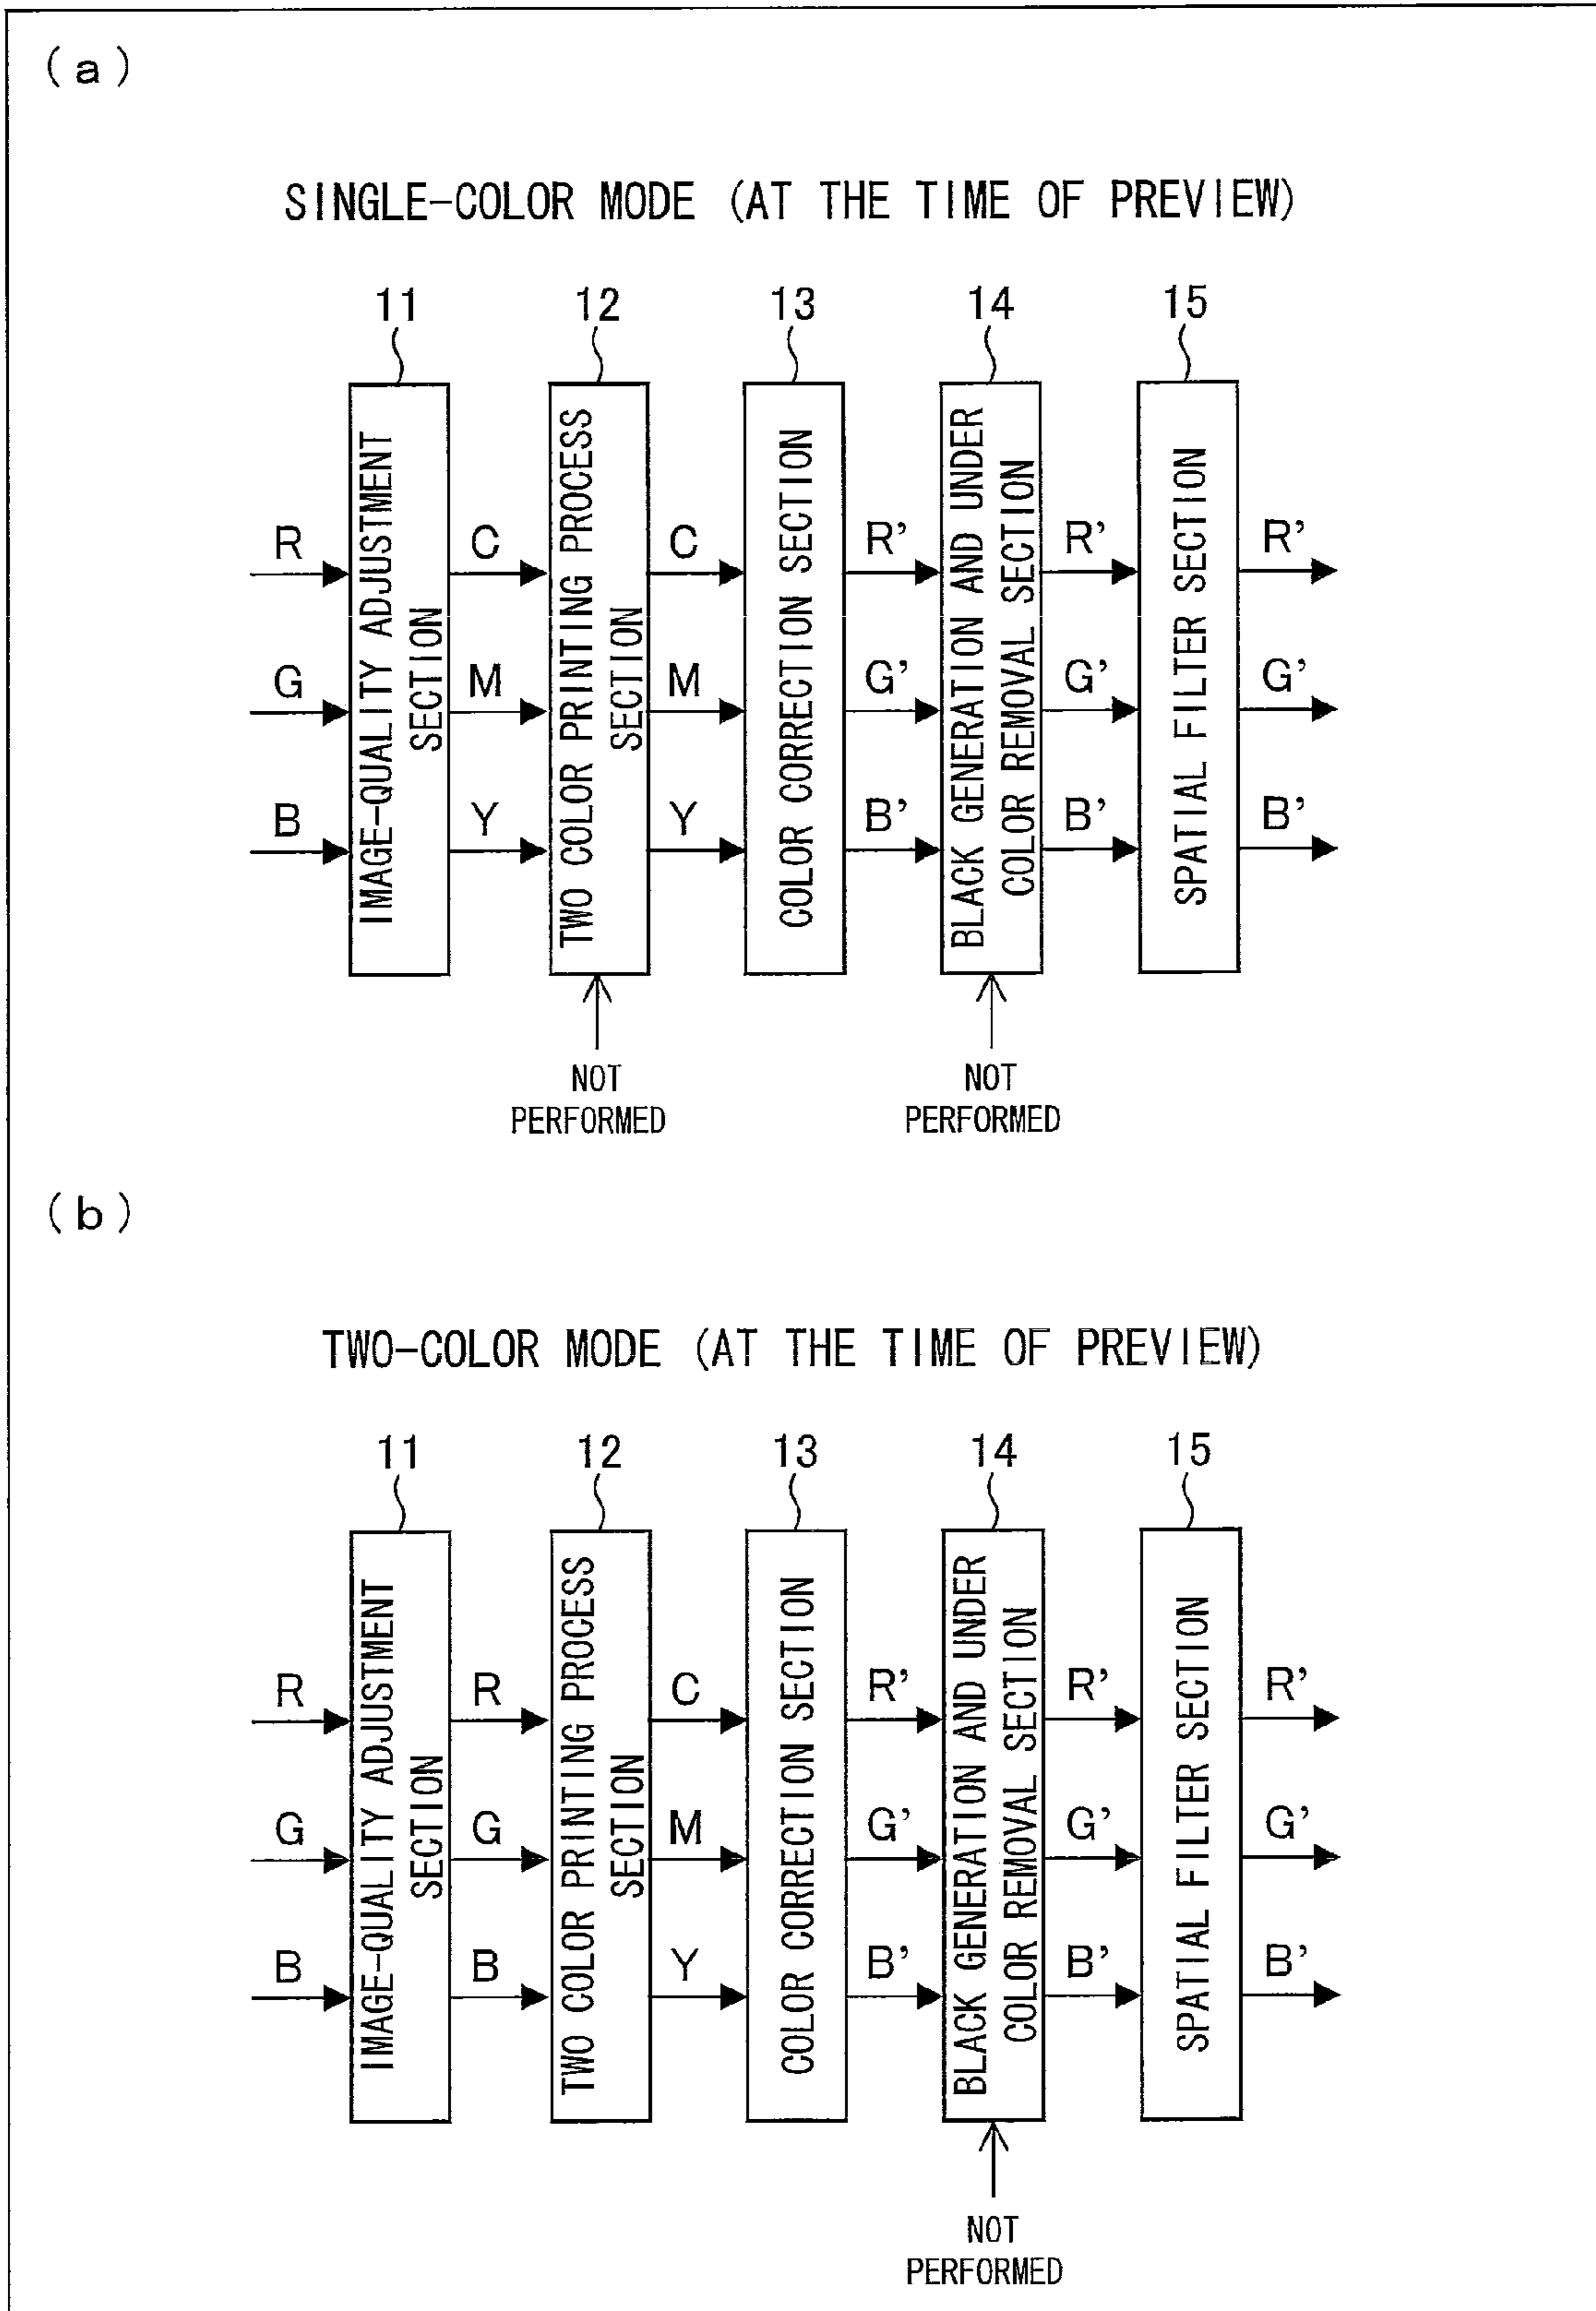 (a)
SINGLE-COLOR MODE (AT THE TIME OF PREVIEW)
11 12 13 14 15
IMAGE-QUALITY ADJUSTMENT
SECTION
TWO COLOR PRINTING PROCESS
SECTION
COLOR CORRECTION SECTION
BLACK GENERATION AND UNDER
COLOR REMOVAL SECTION
SPATIAL FILTER SECTION
R C C R' R' R'
G M M G' G' G'
B Y Y B' B' B'
NOT
PERFORMED
NOT
PERFORMED
(b)
TWO-COLOR MODE (AT THE TIME OF PREVIEW)
11 12 13 14 15
IMAGE-QUALITY ADJUSTMENT
SECTION
TWO COLOR PRINTING PROCESS
SECTION
COLOR CORRECTION SECTION
BLACK GENERATION AND UNDER
COLOR REMOVAL SECTION
SPATIAL FILTER SECTION
R R C R' R' R'
G G M G' G' G'
B B Y B' B' B'
NOT
PERFORMED